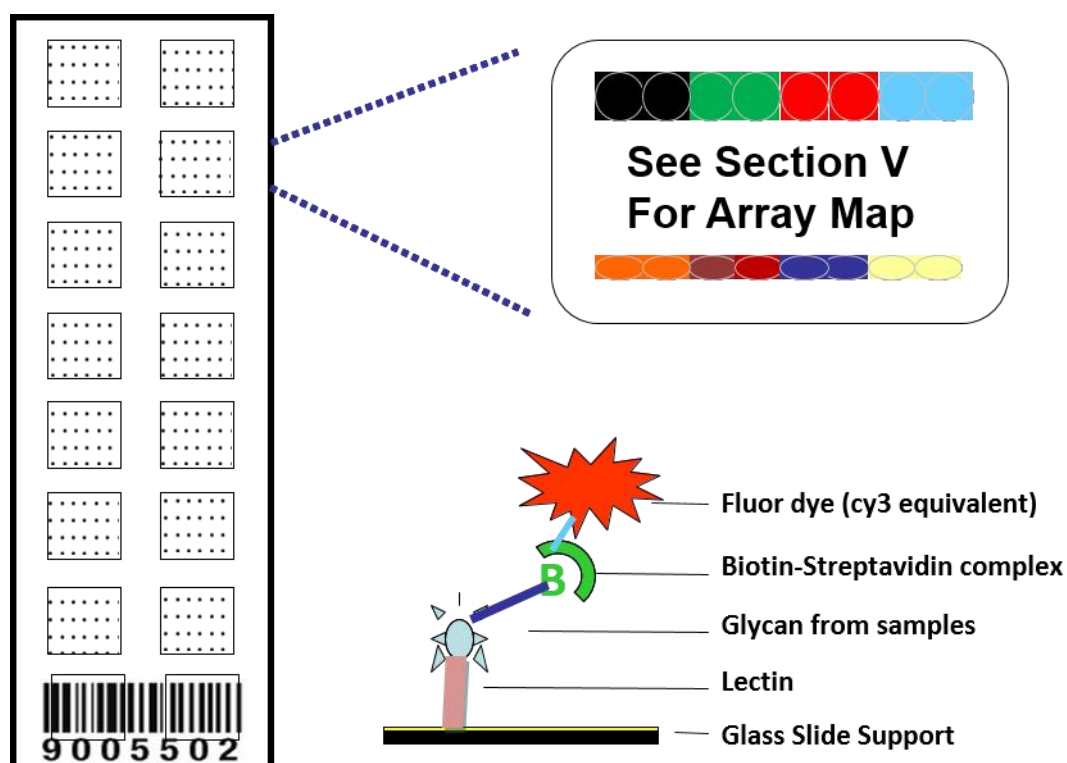 See Section V
For Array Map
Fluor dye (cy3 equivalent)
B
Biotin-Streptavidin complex
Glycan from samples
Lectin
Glass Slide Support
9005502